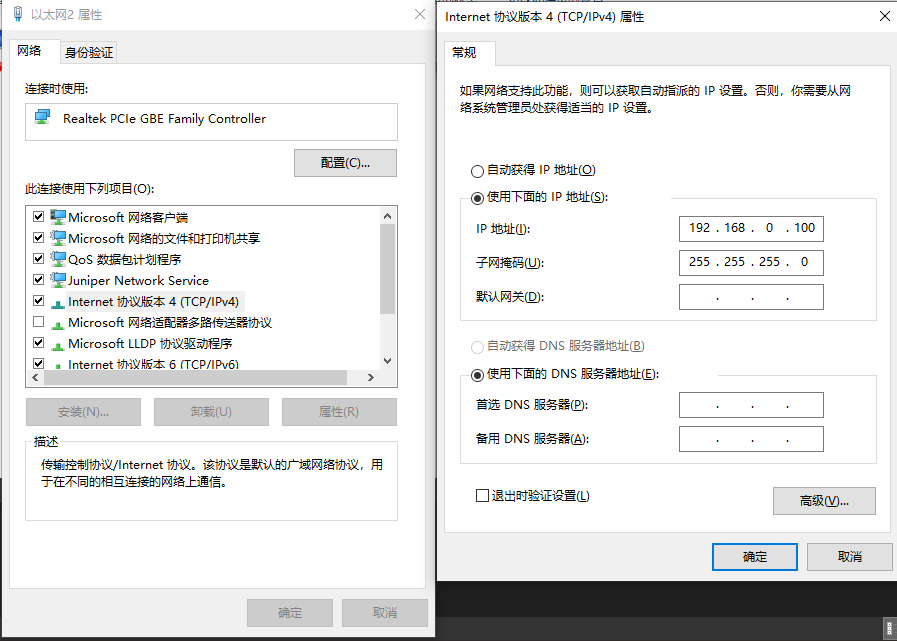 以太网2 属性
网络
身份验证
连接时使用:
Realtek PCIe GBE Family Controller
配置(C)...
此连接使用下列项目(O):
Microsoft 网络客户端
Microsoft 网络的文件和打印机共享
QoS 数据包计划程序
Juniper Network Service
Internet 协议版本 4 (TCP/IPv4)
Microsoft 网络适配器多路传送器协议
Microsoft LLDP 协议驱动程序
Internet 协议版本 6 (TCP/IPv6)
安装(N)...
卸载(U)
属性(R)
描述
传输控制协议/Internet 协议。该协议是默认的广域网络协议，用
于在不同的相互连接的网络上通信。
确定
取消
Internet 协议版本 4 (TCP/IPv4) 属性
常规
如果网络支持此功能，则可以获取自动指派的 IP 设置。否则，你需要从网
络系统管理员处获得适当的 IP 设置。
自动获得 IP 地址(O)
使用下面的 IP 地址(S):
IP 地址(I):
192 . 168 . 0 . 100
子网掩码(U):
255 . 255 . 255 . 0
默认网关(D):
. . .
自动获得 DNS 服务器地址(B)
使用下面的 DNS 服务器地址(E):
首选 DNS 服务器(P):
. . .
备用 DNS 服务器(A):
. . .
退出时验证设置(L)
高级(V)...
确定
取消